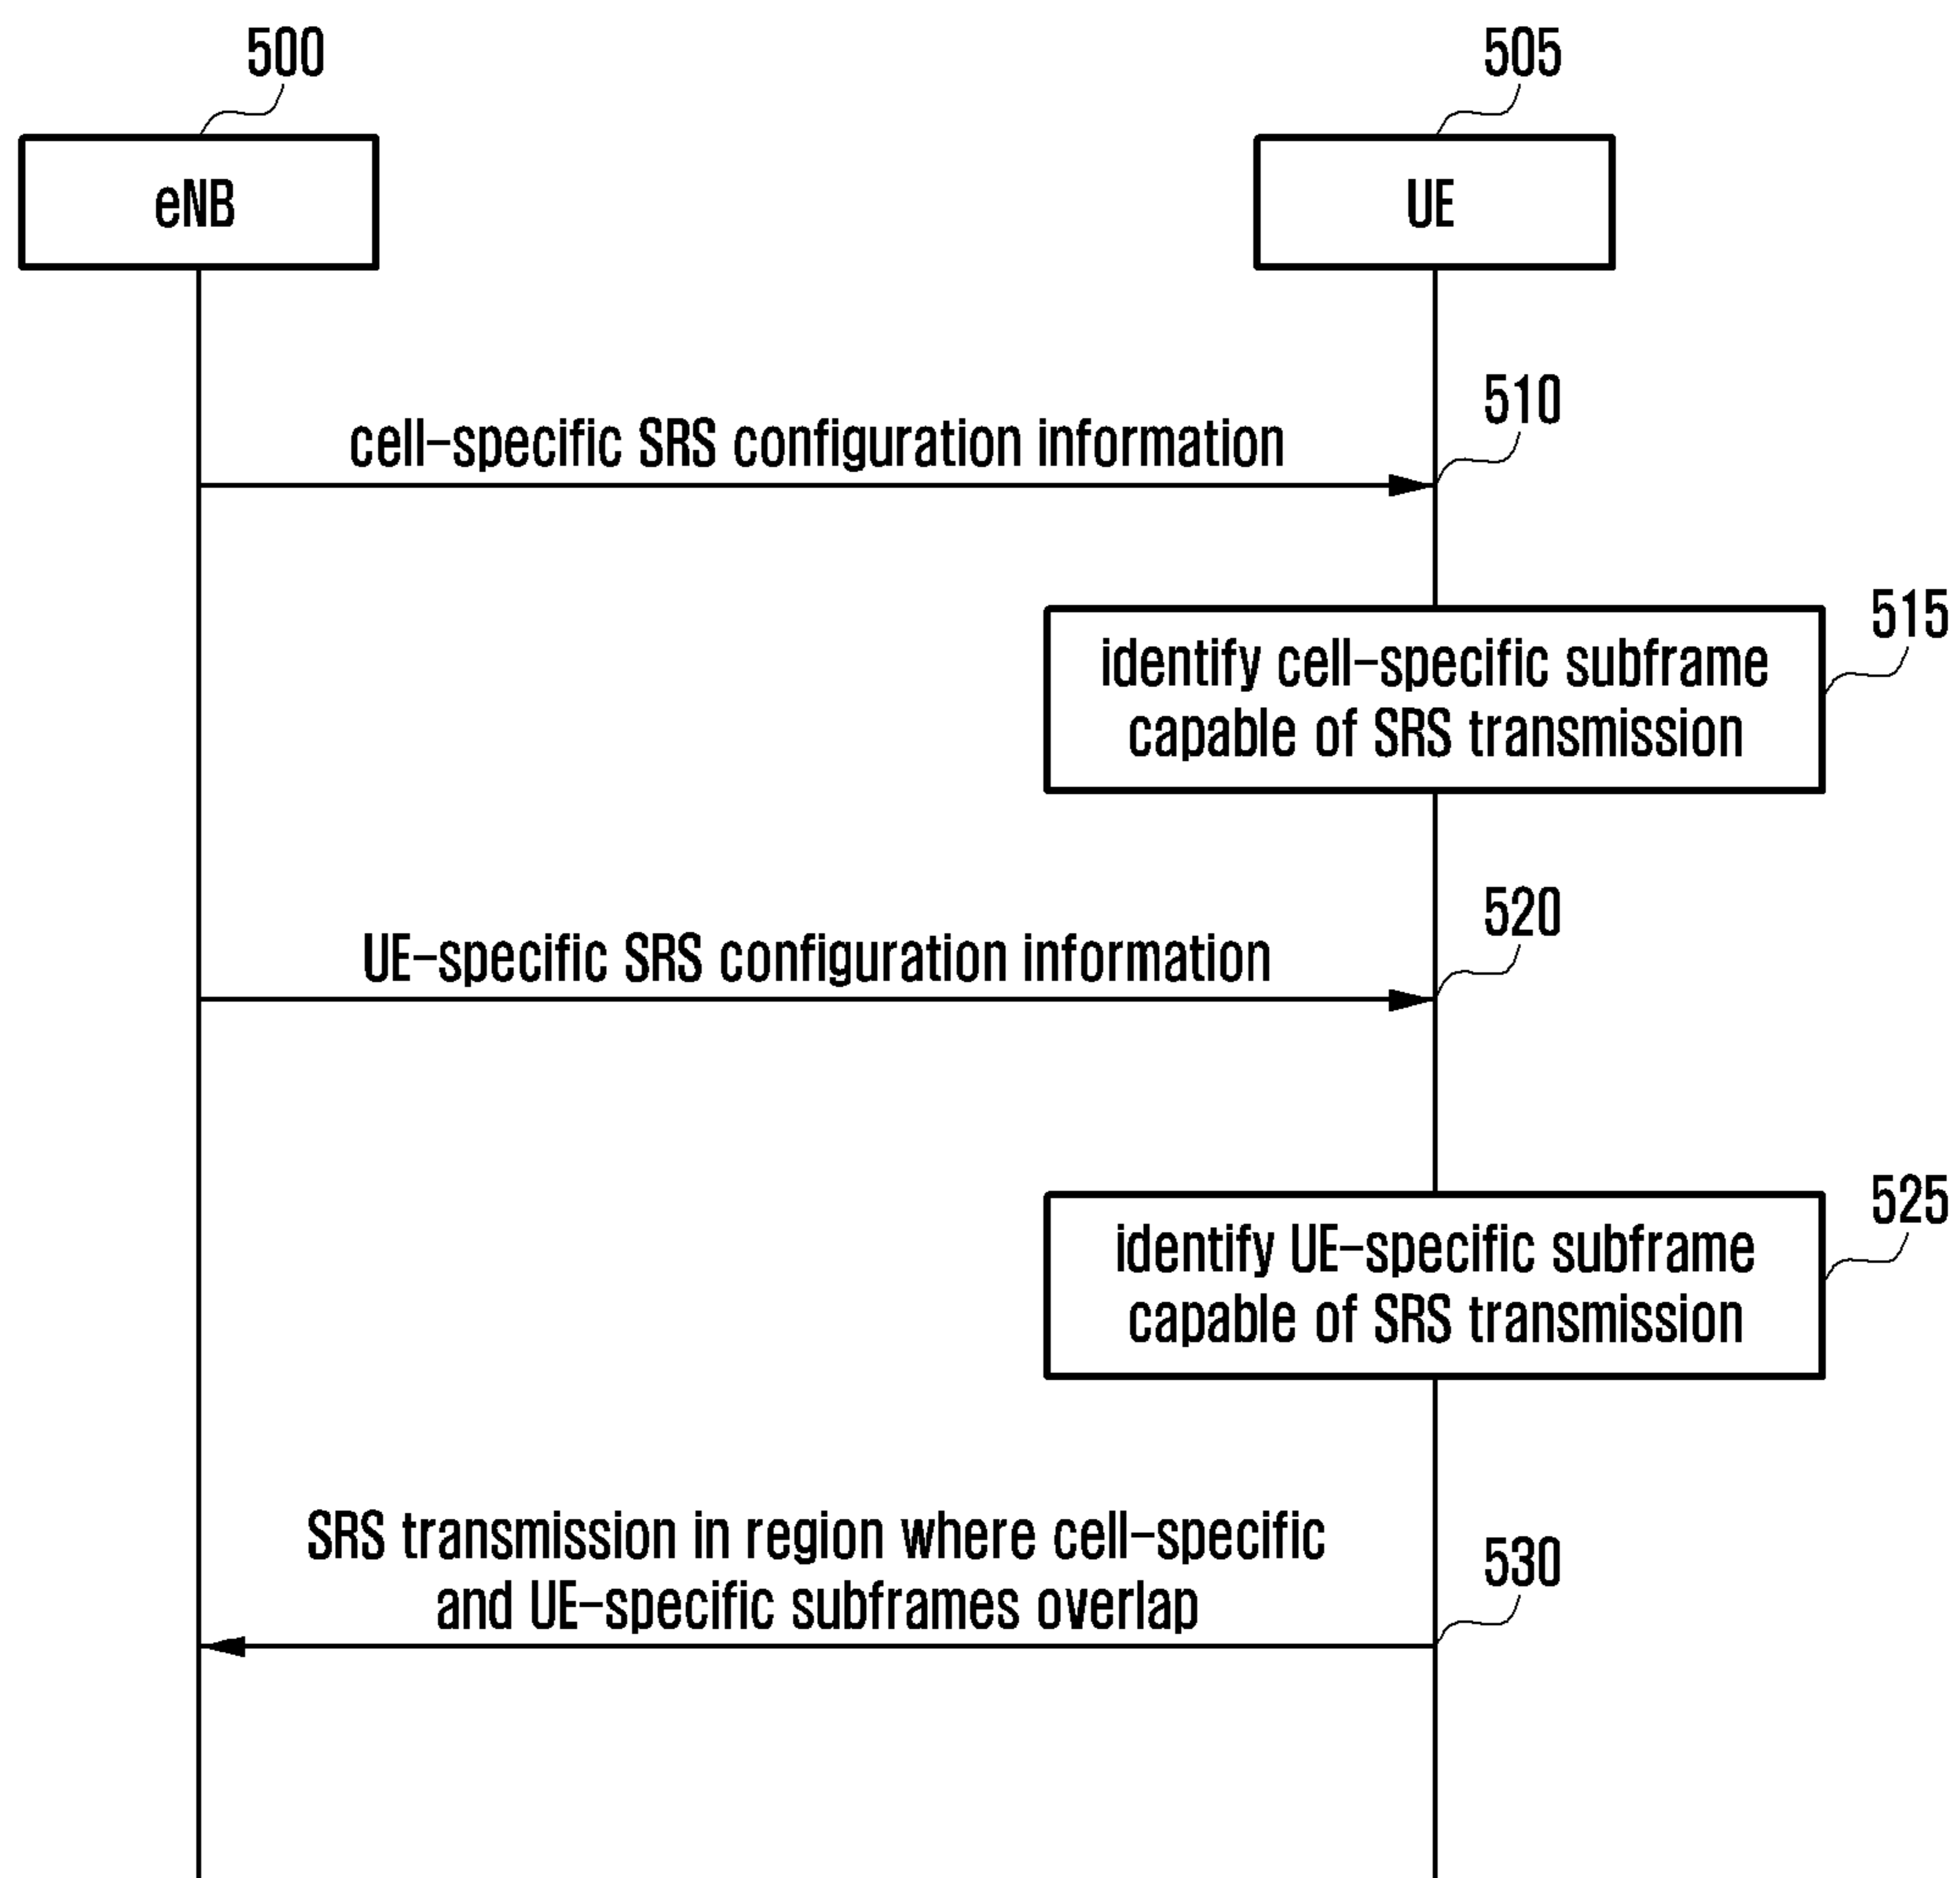 500
505
eNB
UE
510
cell-specific SRS configuration information
515
identify cell-specific subframe
capable of SRS transmission
520
UE-specific SRS configuration information
525
identify UE-specific subframe
capable of SRS transmission
SRS transmission in region where cell-specific
530
and UE-specific subframes overlap